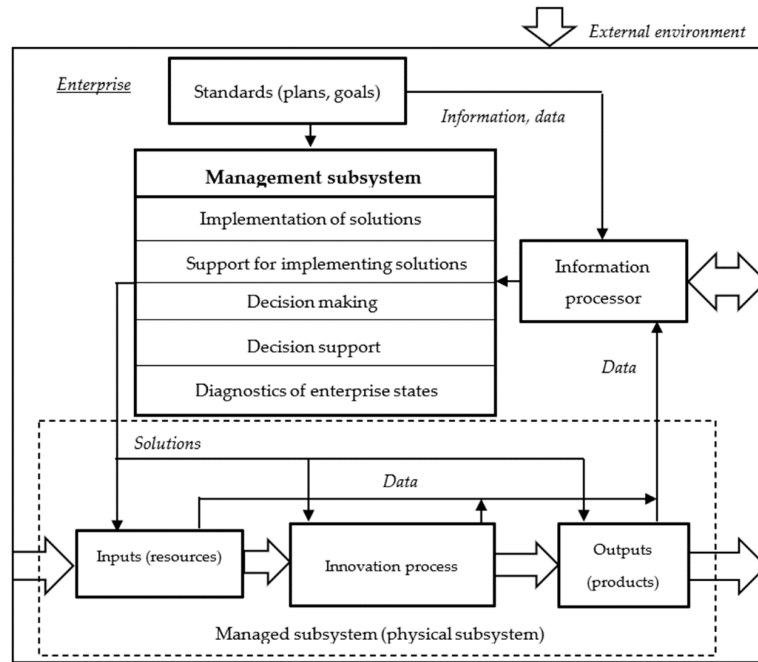 External environment
Enterprise
Standards (plans, goals)
Information, data
Management subsystem
Implementation of solutions
Support for implementing solutions
Decision making
Decision support
Diagnostics of enterprise states
Information
processor
Data
Solutions
Data
Inputs (resources)
Innovation process
Outputs
(products)
Managed subsystem (physical subsystem)